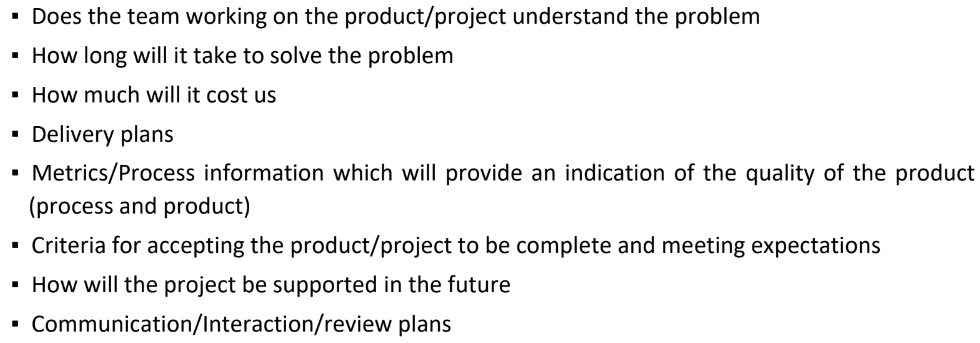 ▪ Does the team working on the product/project understand the problem
▪ How long will it take to solve the problem
▪ How much will it cost us
▪ Delivery plans
▪ Metrics/Process information which will provide an indication of the quality of the product
(process and product)
▪ Criteria for accepting the product/project to be complete and meeting expectations
▪ How will the project be supported in the future
▪ Communication/Interaction/review plans